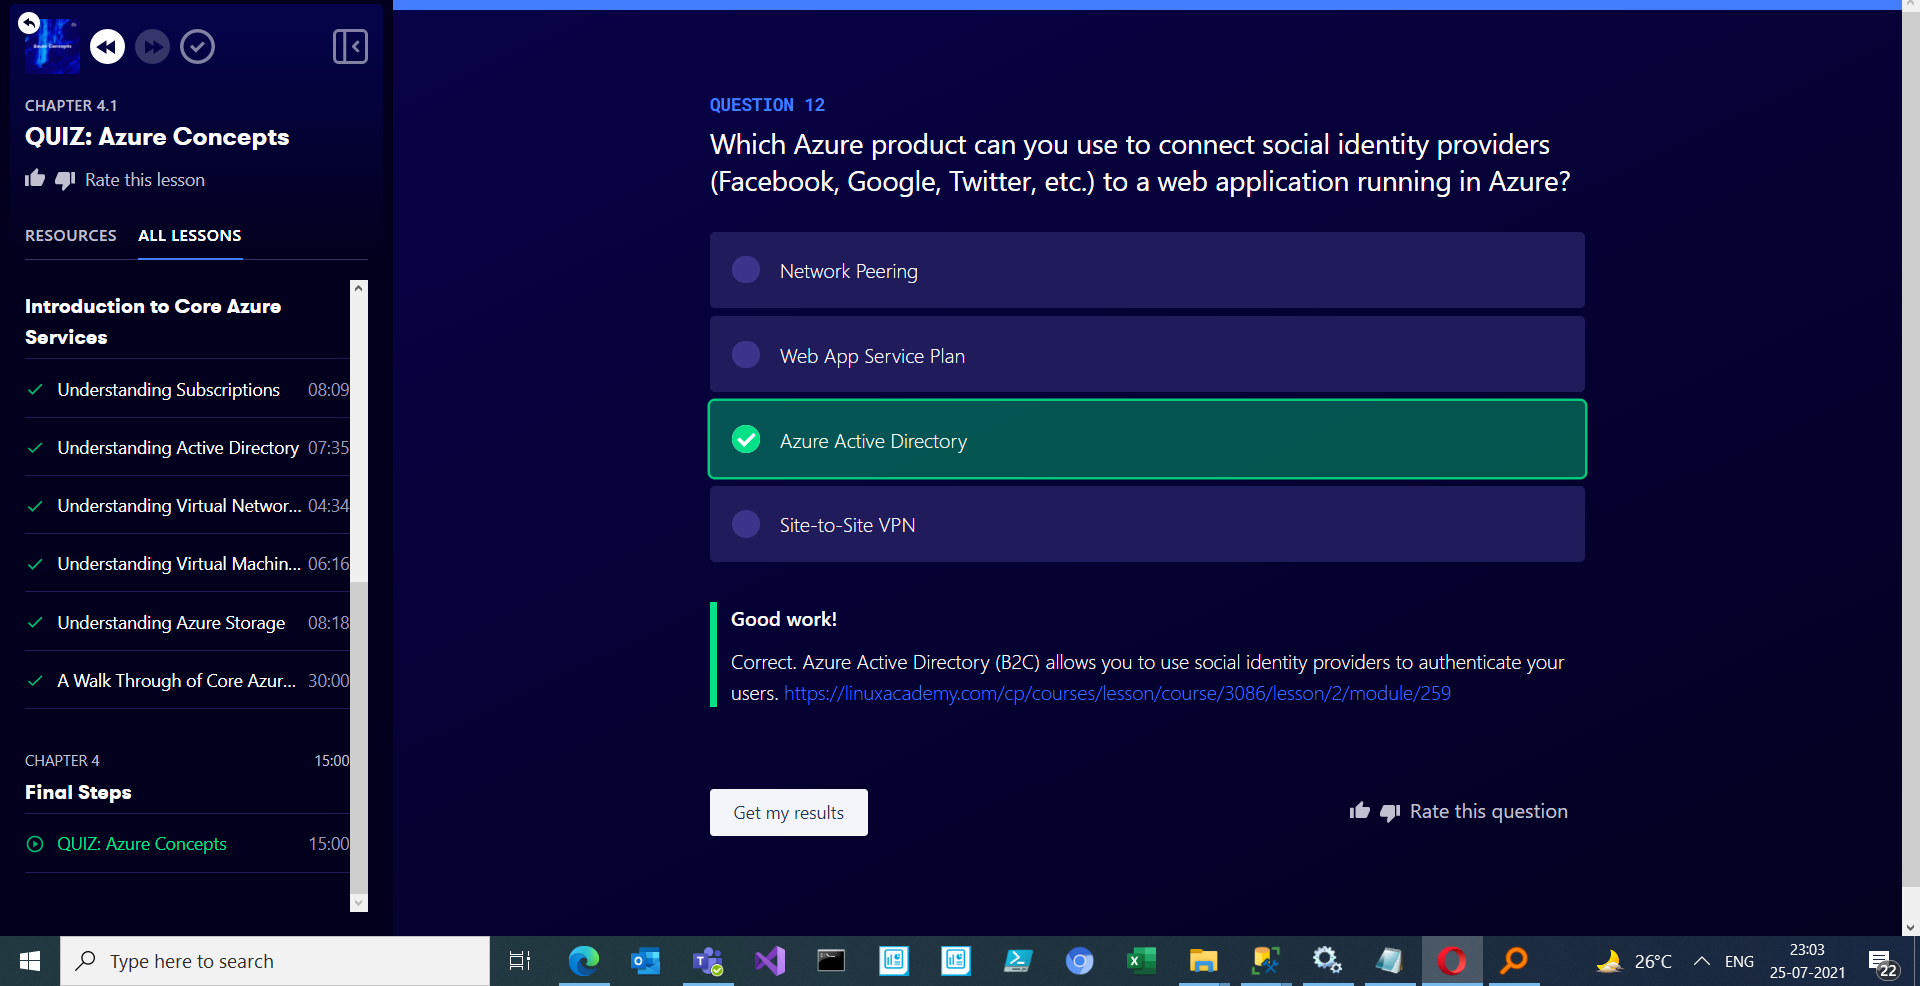 Azure Concepts
CHAPTER 4.1
QUIZ: Azure Concepts
Rate this lesson
RESOURCES
ALL LESSONS
Introduction to Core Azure
Services
Understanding Subscriptions 08:09
Understanding Active Directory 07:35
Understanding Virtual Networ... 04:34
Understanding Virtual Machin... 06:16
Understanding Azure Storage 08:18
A Walk Through of Core Azur... 30:00
CHAPTER 4 15:00
Final Steps
QUIZ: Azure Concepts 15:00
QUESTION 12
Which Azure product can you use to connect social identity providers
(Facebook, Google, Twitter, etc.) to a web application running in Azure?
Network Peering
Web App Service Plan
Azure Active Directory
Site-to-Site VPN
Good work!
Correct. Azure Active Directory (B2C) allows you to use social identity providers to authenticate your
users. https://linuxacademy.com/cp/courses/lesson/course/3086/lesson/2/module/259
Get my results
Rate this question
Type here to search
26°C
ENG
23:03
25-07-2021
22